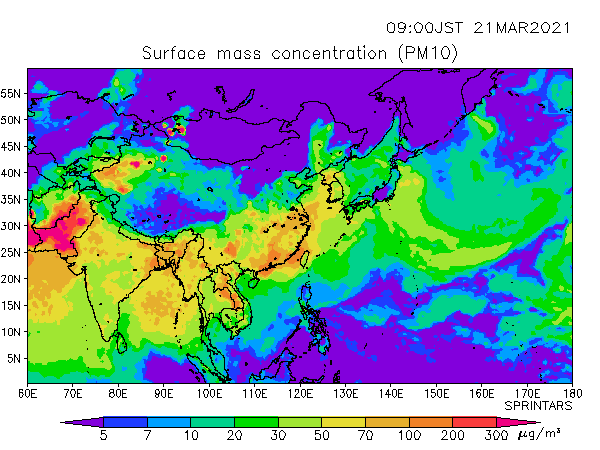 09:00JST 21MAR2021
Surface mass concentration (PM10)
55N
50N
45N
40N
35N
30N
25N
20N
15N
10N
5N
60E 70E 80E 90E 100E 110E 120E 130E 140E 150E 160E 170E 180
SPRINTARS
5 7 10 20 30 50 70 100 200 300 μg/m³